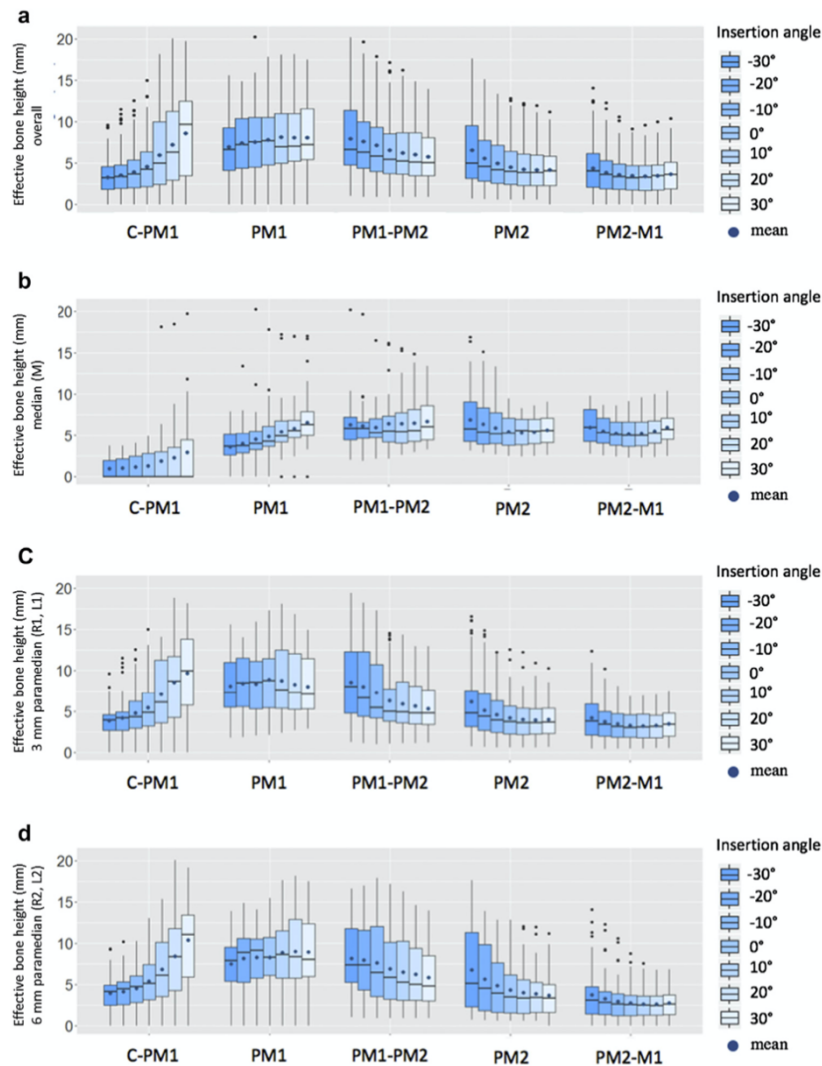 a
Effective bone height (mm)
overall
20
15
10
5
0
C-PM1 PM1 PM1-PM2 PM2 PM2-M1
Insertion angle
-30°
-20°
-10°
0°
10°
20°
30°
mean
b
Effective bone height (mm)
median (M)
20
15
10
5
0
C-PM1 PM1 PM1-PM2 PM2 PM2-M1
Insertion angle
-30°
-20°
-10°
0°
10°
20°
30°
mean
C
Effective bone height (mm)
3 mm paramedian (R1, L1)
20
15
10
5
0
C-PM1 PM1 PM1-PM2 PM2 PM2-M1
Insertion angle
-30°
-20°
-10°
0°
10°
20°
30°
mean
d
Effective bone height (mm)
6 mm paramedian (R2, L2)
20
15
10
5
0
C-PM1 PM1 PM1-PM2 PM2 PM2-M1
Insertion angle
-30°
-20°
-10°
0°
10°
20°
30°
mean